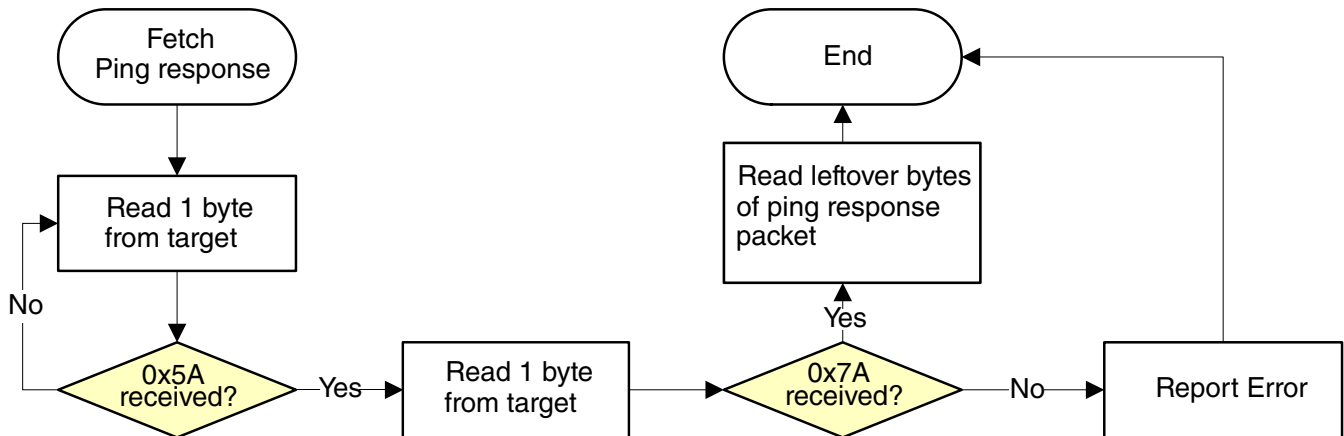 Fetch
Ping response
End
Read 1 byte
from target
Read leftover bytes
of ping response
packet
No
Yes
0x5A
received?
Yes
Read 1 byte
from target
0x7A
received?
No
Report Error